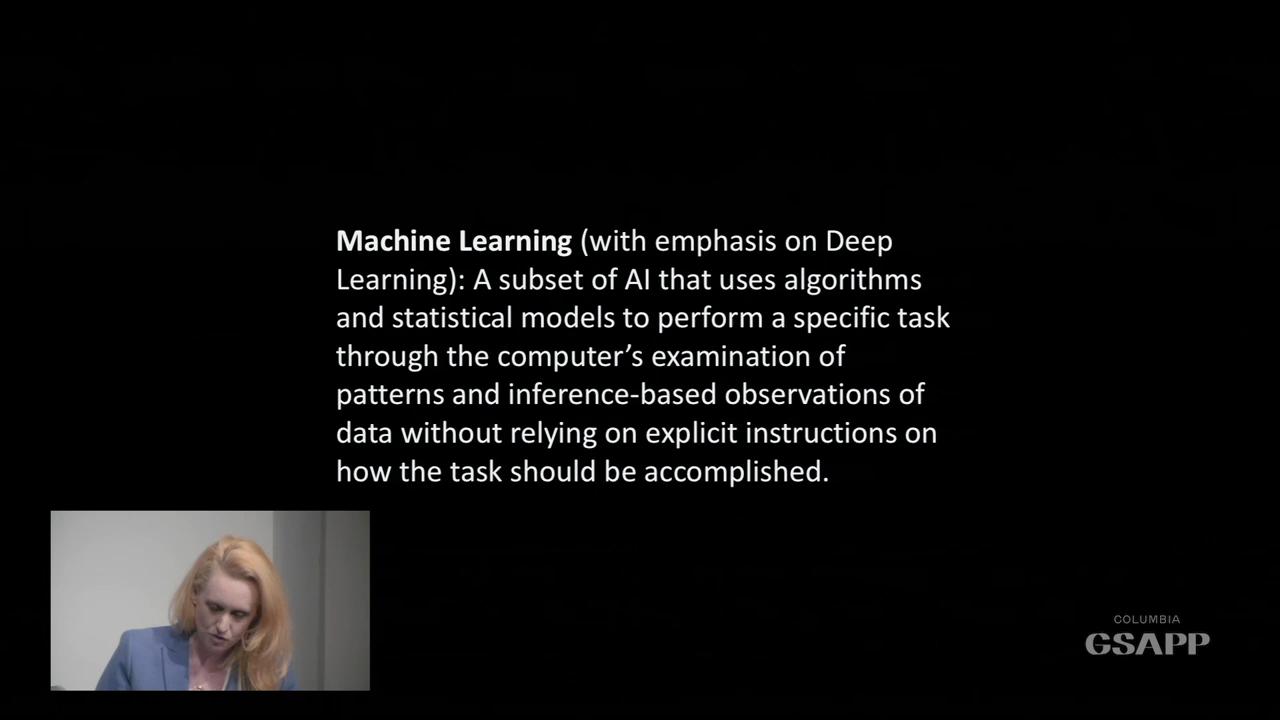 Machine Learning (with emphasis on Deep
Learning): A subset of AI that uses algorithms
and statistical models to perform a specific task
through the computer’s examination of
patterns and inference-based observations of
data without relying on explicit instructions on
how the task should be accomplished.
COLUMBIA
GSAPP